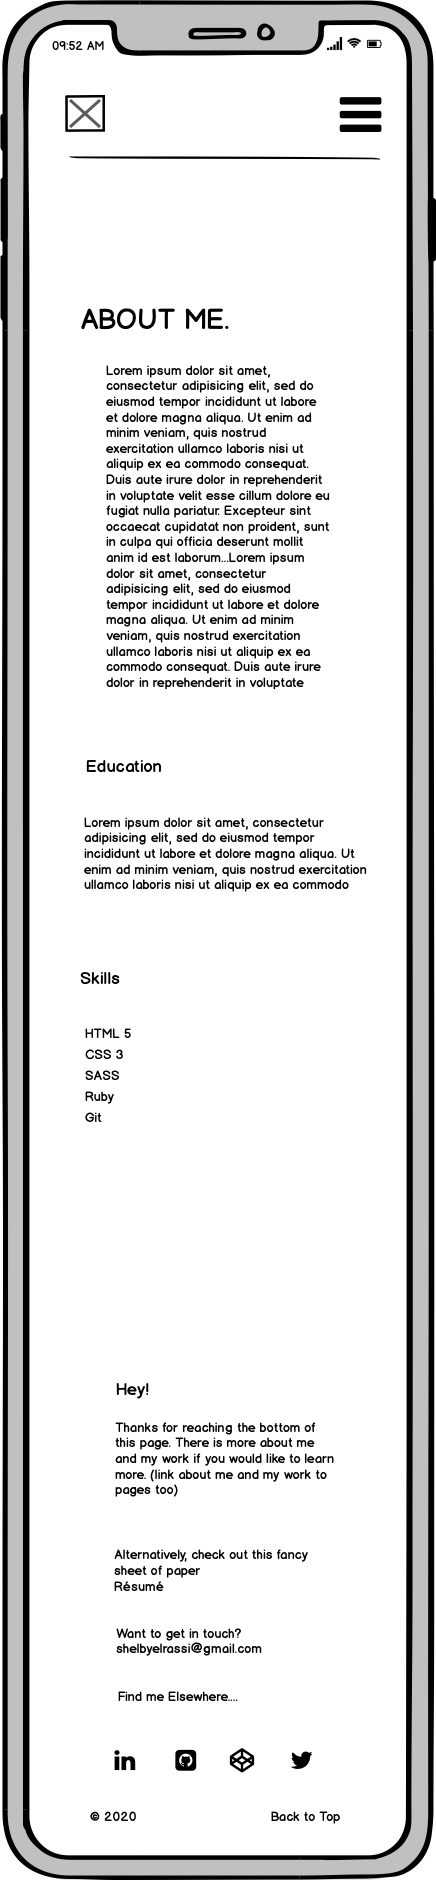 09:52 AM
ABOUT ME.
Lorem ipsum dolor sit amet,
consectetur adipisicing elit, sed do
eiusmod tempor incididunt ut labore
et dolore magna aliqua. Ut enim ad
minim veniam, quis nostrud
exercitation ullamco laboris nisi ut
aliquip ex ea commodo consequat.
Duis aute irure dolor in reprehenderit
in voluptate velit esse cillum dolore eu
fugiat nulla pariatur. Excepteur sint
occaecat cupidatat non proident, sunt
in culpa qui officia deserunt mollit
anim id est laborum...Lorem ipsum
dolor sit amet, consectetur
adipisicing elit, sed do eiusmod
tempor incididunt ut labore et dolore
magna aliqua. Ut enim ad minim
veniam, quis nostrud exercitation
ullamco laboris nisi ut aliquip ex ea
commodo consequat. Duis aute irure
dolor in reprehenderit in voluptate
Education
Lorem ipsum dolor sit amet, consectetur
adipisicing elit, sed do eiusmod tempor
incididunt ut labore et dolore magna aliqua. Ut
enim ad minim veniam, quis nostrud exercitation
ullamco laboris nisi ut aliquip ex ea commodo
Skills
HTML 5
CSS 3
SASS
Ruby
Git
Hey!
Thanks for reaching the bottom of
this page. There is more about me
and my work if you would like to learn
more. (link about me and my work to
pages too)
Alternatively, check out this fancy
sheet of paper
Résumé
Want to get in touch?
shelbyelrassi@gmail.com
Find me Elsewhere....
in
© 2020 Back to Top